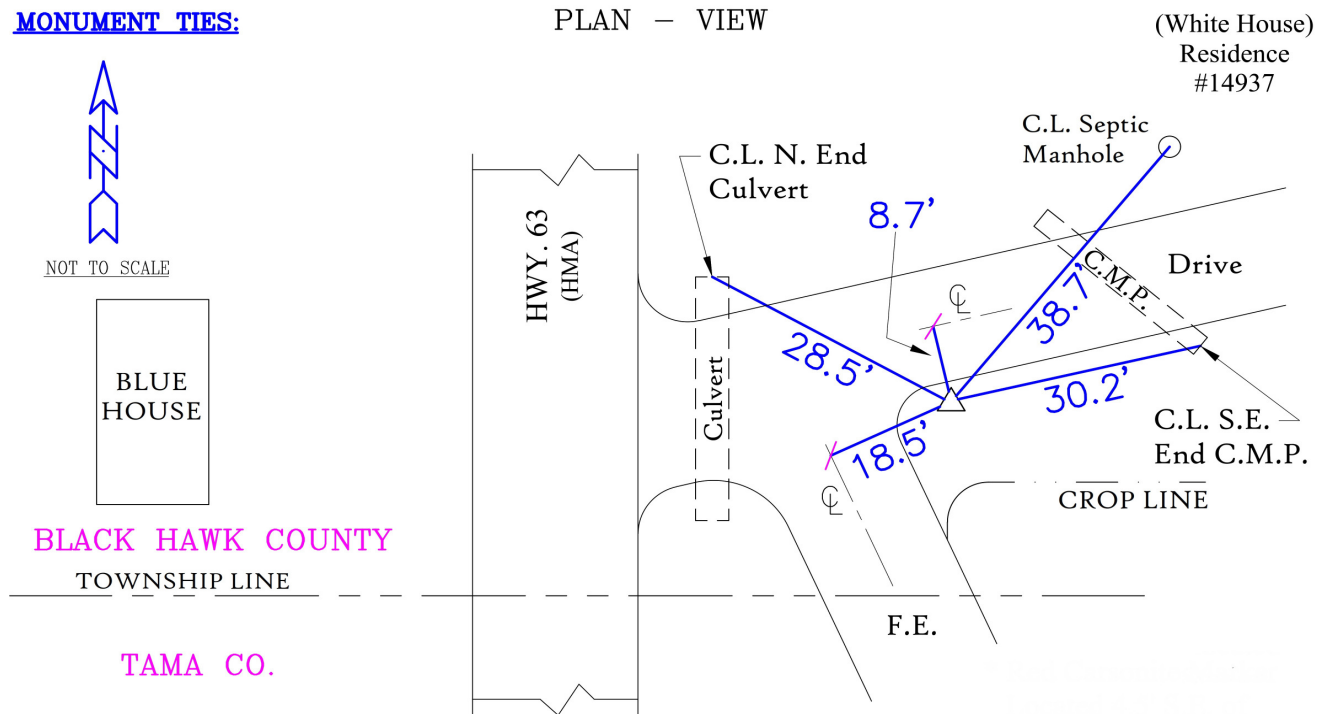 MONUMENT TIES:
PLAN – VIEW
(White House)
Residence
#14937
N
NOT TO SCALE
C.L. Septic
Manhole
C.L. N. End
Culvert
8.7’
HWY. 63
(HMA)
C.M.P.
Drive
38.7’
℄
28.5’
30.2’
BLUE
HOUSE
Culvert
18.5’
C.L. S.E.
End C.M.P.
℄
CROP LINE
BLACK HAWK COUNTY
TOWNSHIP LINE
F.E.
TAMA CO.